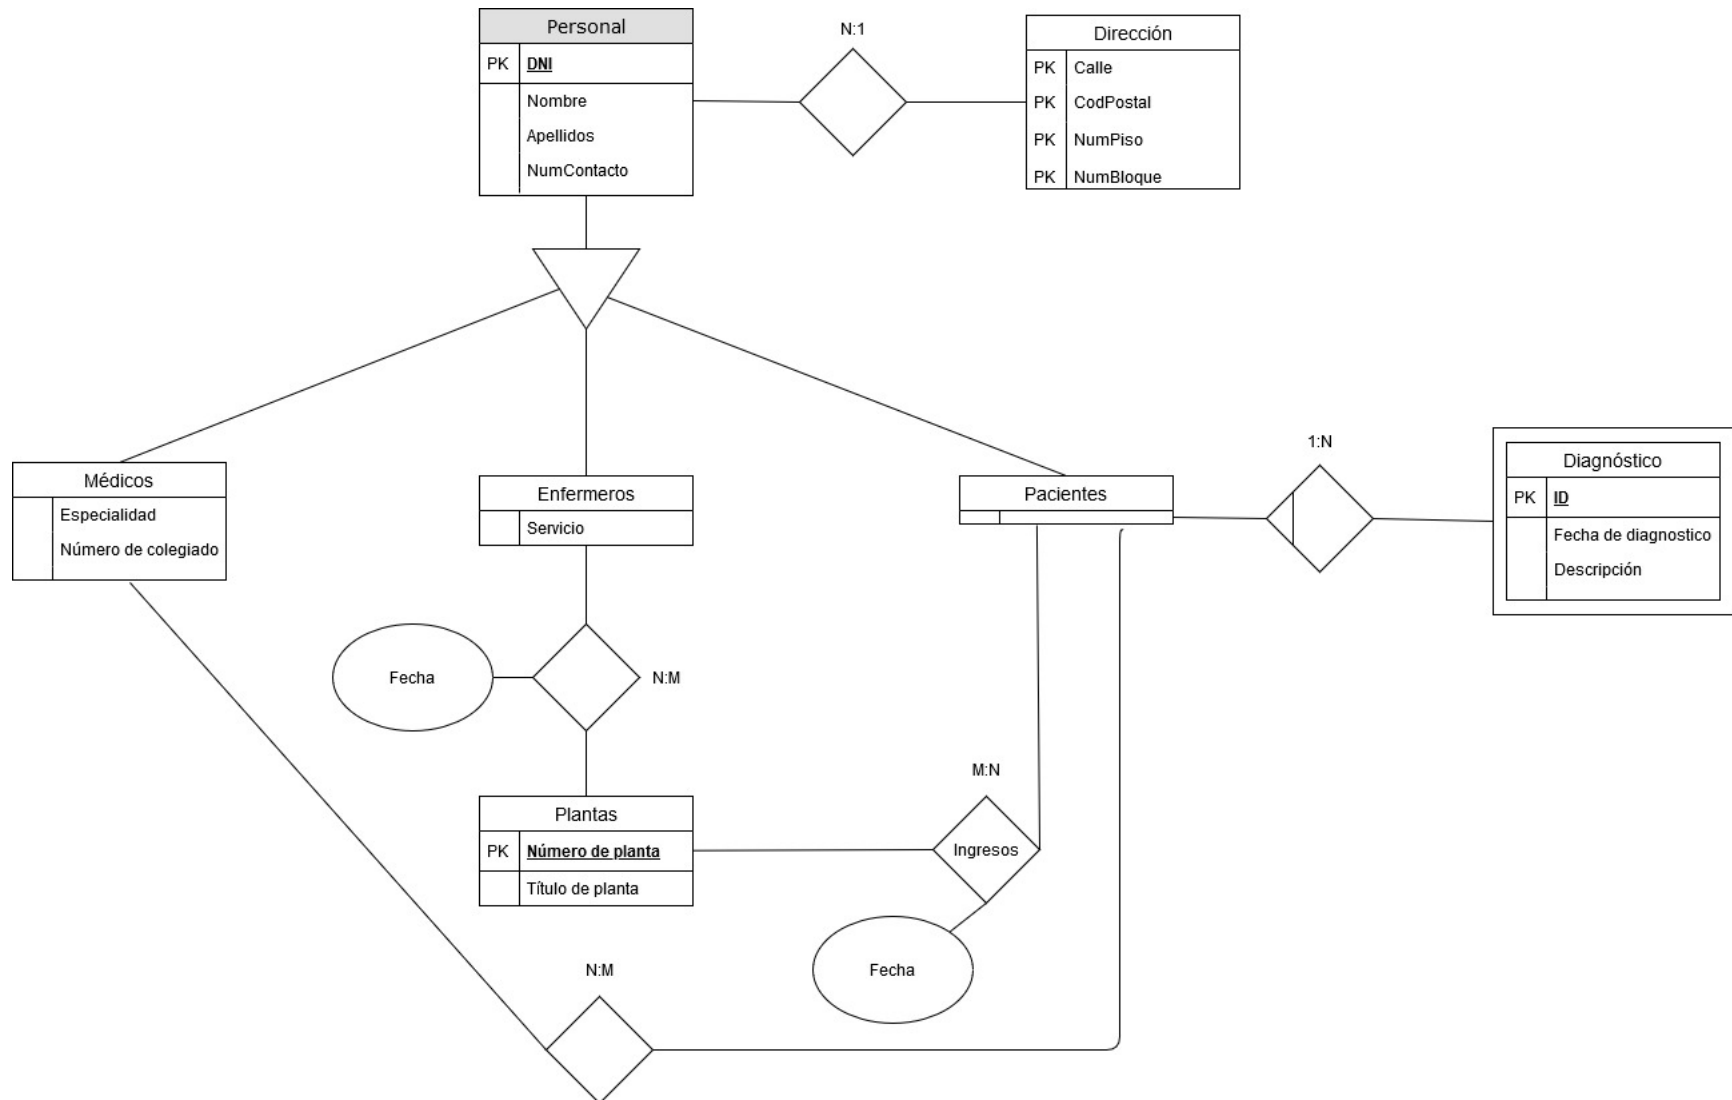 Personal
PK DNI
Nombre
Apellidos
NumContacto
N:1
Dirección
PK Calle
PK CodPostal
PK NumPiso
PK NumBloque
Médicos
Especialidad
Número de colegiado
Enfermeros
Servicio
Pacientes
1:N
Diagnóstico
PK ID
Fecha de diagnostico
Descripción
Fecha
N:M
Plantas
PK Número de planta
Título de planta
M:N
Ingresos
Fecha
N:M